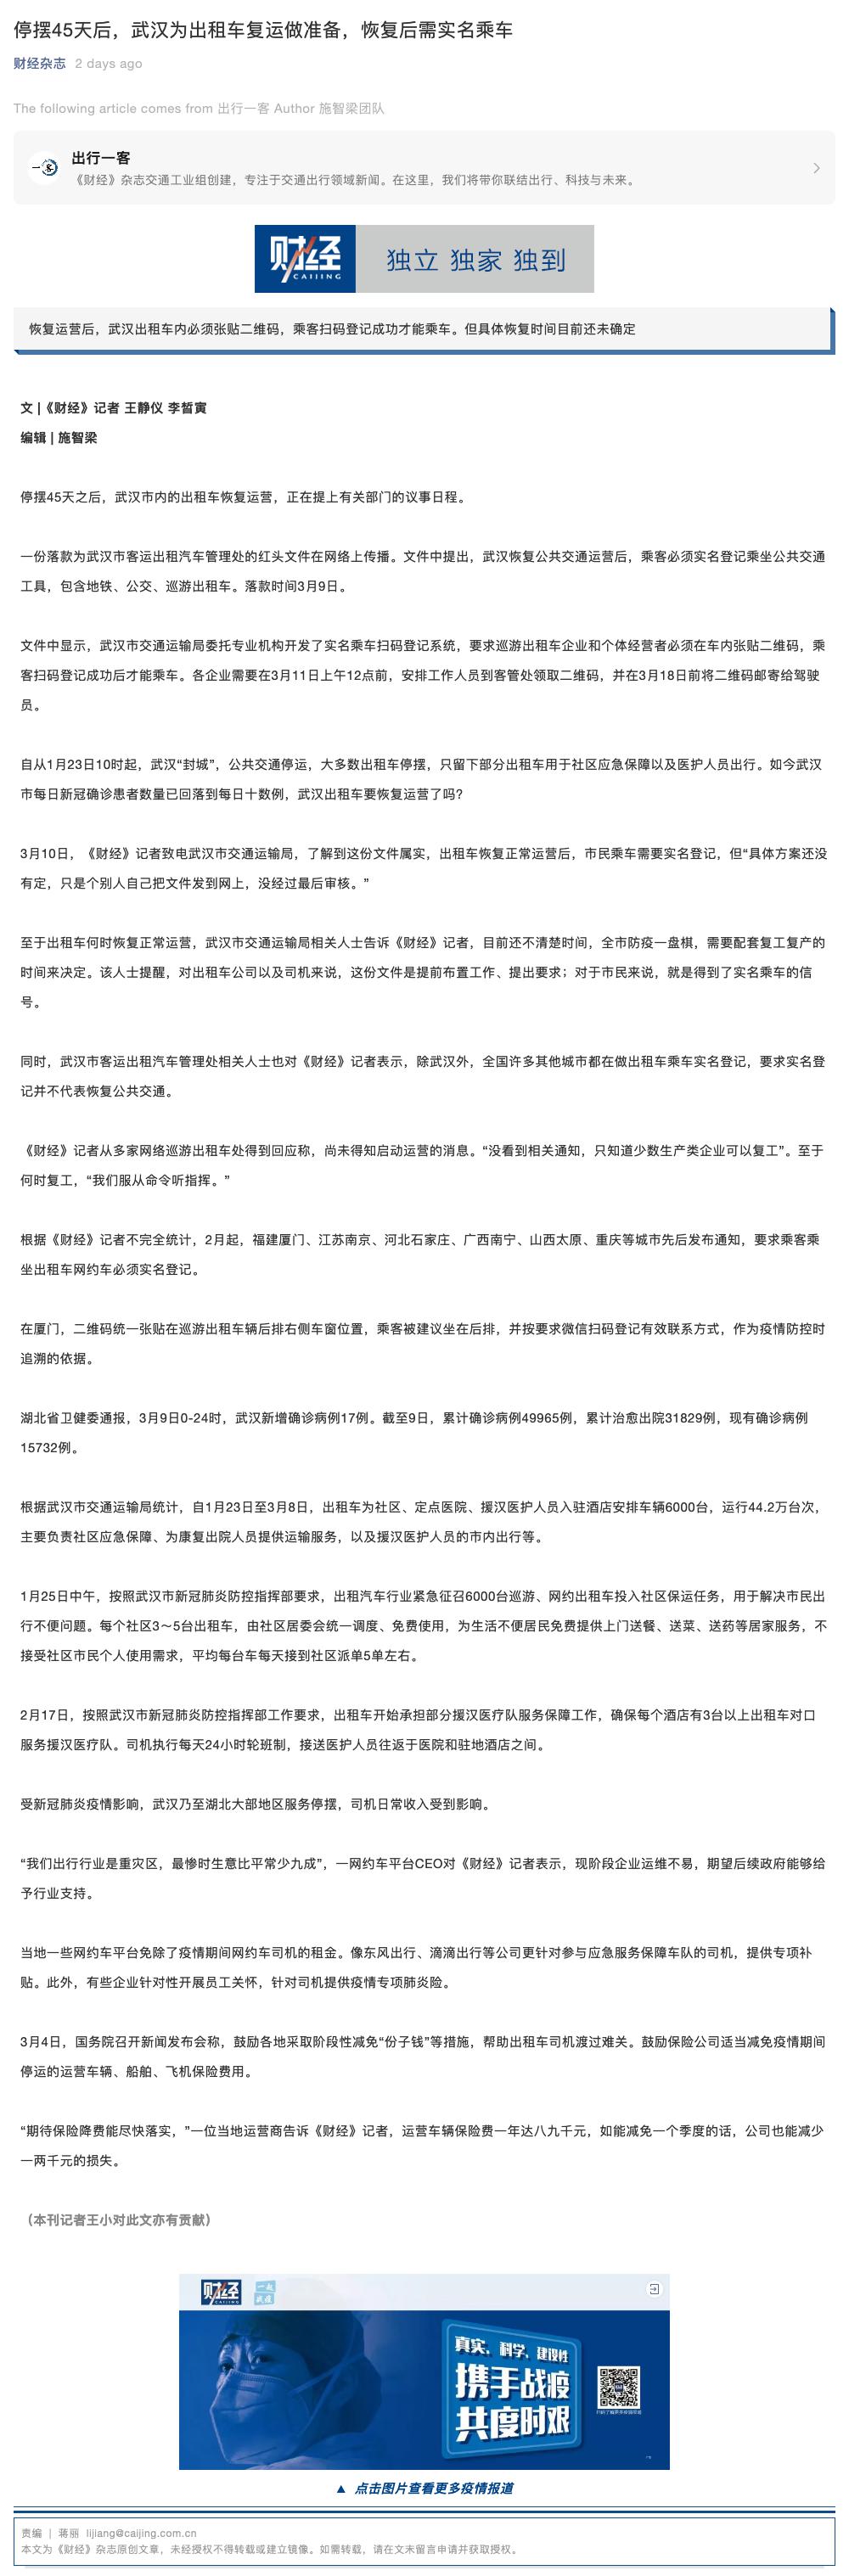 停摆45天后，武汉为出租车复运做准备，恢复后需实名乘车
财经杂志 2 days ago
The following article comes from 出行一客 Author 施智梁团队
出行一客
《财经》杂志交通工业组创建，专注于交通出行领域新闻。在这里，我们将带你联结出行、科技与未来。
财经
CAIJING
独立 独家 独到
恢复运营后，武汉出租车内必须张贴二维码，乘客扫码登记成功才能乘车。但具体恢复时间目前还未确定
文 |《财经》记者 王静仪 李皙寅
编辑 | 施智梁
停摆45天之后，武汉市内的出租车恢复运营，正在提上有关部门的议事日程。
一份落款为武汉市客运出租汽车管理处的红头文件在网络上传播。文件中提出，武汉恢复公共交通运营后，乘客必须实名登记乘坐公共交通
工具，包含地铁、公交、巡游出租车。落款时间3月9日。
文件中显示，武汉市交通运输局委托专业机构开发了实名乘车扫码登记系统，要求巡游出租车企业和个体经营者必须在车内张贴二维码，乘
客扫码登记成功后才能乘车。各企业需要在3月11日上午12点前，安排工作人员到客管处领取二维码，并在3月18日前将二维码邮寄给驾驶
员。
自从1月23日10时起，武汉“封城”，公共交通停运，大多数出租车停摆，只留下部分出租车用于社区应急保障以及医护人员出行。如今武汉
市每日新冠确诊患者数量已回落到每日十数例，武汉出租车要恢复运营了吗？
3月10日，《财经》记者致电武汉市交通运输局，了解到这份文件属实，出租车恢复正常运营后，市民乘车需要实名登记，但“具体方案还没
有定，只是个别人自己把文件发到网上，没经过最后审核。”
至于出租车何时恢复正常运营，武汉市交通运输局相关人士告诉《财经》记者，目前还不清楚时间，全市防疫一盘棋，需要配套复工复产的
时间来决定。该人士提醒，对出租车公司以及司机来说，这份文件是提前布置工作、提出要求；对于市民来说，就是得到了实名乘车的信
号。
同时，武汉市客运出租汽车管理处相关人士也对《财经》记者表示，除武汉外，全国许多其他城市都在做出租车乘车实名登记，要求实名登
记并不代表恢复公共交通。
《财经》记者从多家网络巡游出租车处得到回应称，尚未得知启动运营的消息。“没看到相关通知，只知道少数生产类企业可以复工”。至于
何时复工，“我们服从命令听指挥。”
根据《财经》记者不完全统计，2月起，福建厦门、江苏南京、河北石家庄、广西南宁、山西太原、重庆等城市先后发布通知，要求乘客乘
坐出租车网约车必须实名登记。
在厦门，二维码统一张贴在巡游出租车辆后排右侧车窗位置，乘客被建议坐在后排，并按要求微信扫码登记有效联系方式，作为疫情防控时
追溯的依据。
湖北省卫健委通报，3月9日0-24时，武汉新增确诊病例17例。截至9日，累计确诊病例49965例，累计治愈出院31829例，现有确诊病例
15732例。
根据武汉市交通运输局统计，自1月23日至3月8日，出租车为社区、定点医院、援汉医护人员入驻酒店安排车辆6000台，运行44.2万台次，
主要负责社区应急保障、为康复出院人员提供运输服务，以及援汉医护人员的市内出行等。
1月25日中午，按照武汉市新冠肺炎防控指挥部要求，出租汽车行业紧急征召6000台巡游、网约出租车投入社区保运任务，用于解决市民出
行不便问题。每个社区3～5台出租车，由社区居委会统一调度、免费使用，为生活不便居民免费提供上门送餐、送菜、送药等居家服务，不
接受社区市民个人使用需求，平均每台车每天接到社区派单5单左右。
2月17日，按照武汉市新冠肺炎防控指挥部工作要求，出租车开始承担部分援汉医疗队服务保障工作，确保每个酒店有3台以上出租车对口
服务援汉医疗队。司机执行每天24小时轮班制，接送医护人员往返于医院和驻地酒店之间。
受新冠肺炎疫情影响，武汉乃至湖北大部地区服务停摆，司机日常收入受到影响。
“我们出行行业是重灾区，最惨时生意比平常少九成”，一网约车平台CEO对《财经》记者表示，现阶段企业运维不易，期望后续政府能够给
予行业支持。
当地一些网约车平台免除了疫情期间网约车司机的租金。像东风出行、滴滴出行等公司更针对参与应急服务保障车队的司机，提供专项补
贴。此外，有些企业针对性开展员工关怀，针对司机提供疫情专项肺炎险。
3月4日，国务院召开新闻发布会称，鼓励各地采取阶段性减免“份子钱”等措施，帮助出租车司机渡过难关。鼓励保险公司适当减免疫情期间
停运的运营车辆、船舶、飞机保险费用。
“期待保险降费能尽快落实，”一位当地运营商告诉《财经》记者，运营车辆保险费一年达八九千元，如能减免一个季度的话，公司也能减少
一两千元的损失。
（本刊记者王小对此文亦有贡献）
财经
CAIJING
真实、科学、建设性
携手战疫
共度时艰
▲ 点击图片查看更多疫情报道
责编 | 蒋丽 lijiang@caijing.com.cn
本文为《财经》杂志原创文章，未经授权不得转载或建立镜像。如需转载，请在文末留言申请并获取授权。